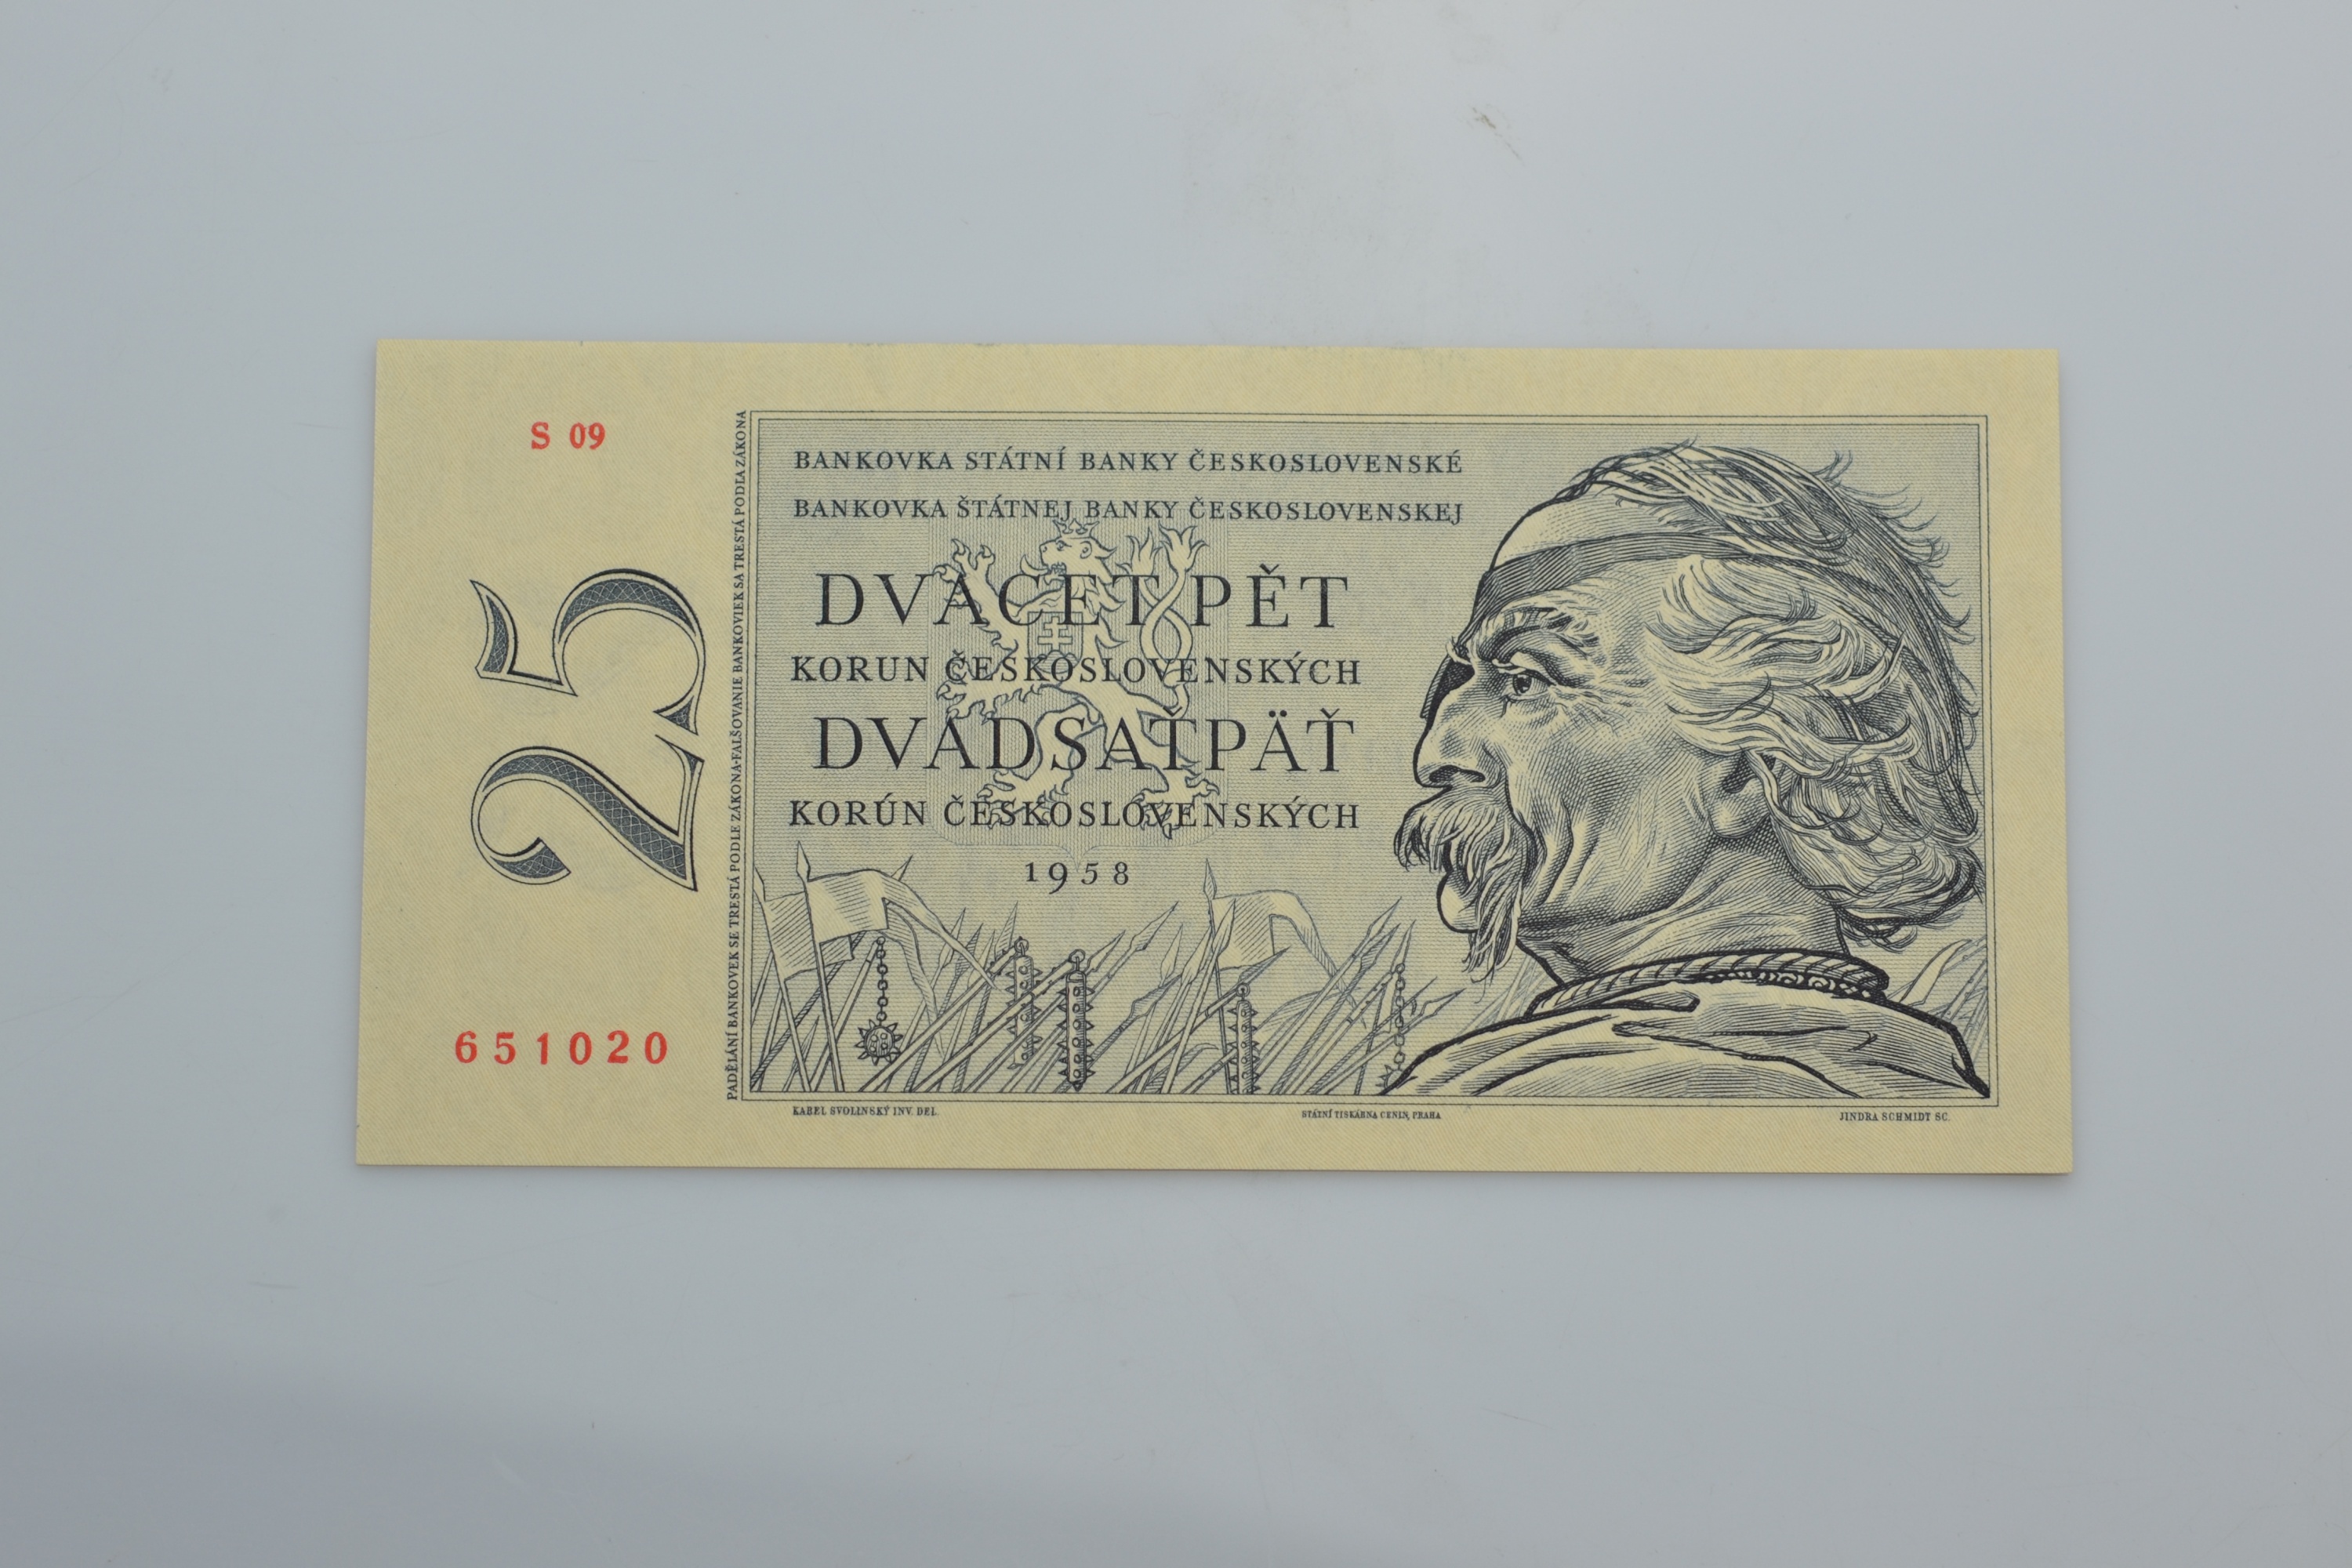 S 09
25
651020
PADĚLÁNÍ BANKOVEK SE TRESTÁ PODLE ZÁKONA-FALŠOVANIE BANKOVIEK SA TRESTÁ PODĽA ZÁKONA
BANKOVKA STÁTNÍ BANKY ČESKOSLOVENSKÉ
BANKOVKA ŠTÁTNEJ BANKY ČESKOSLOVENSKEJ
DVACET PĚT
KORUN ČESKOSLOVENSKÝCH
DVADSAŤPÄŤ
KORÚN ČESKOSLOVENSKÝCH
1958
KAREL SVOLINSKÝ INV. DEL.
STÁTNÍ TISKÁRNA CENIN, PRAHA
JINDRA SCHMIDT SC.